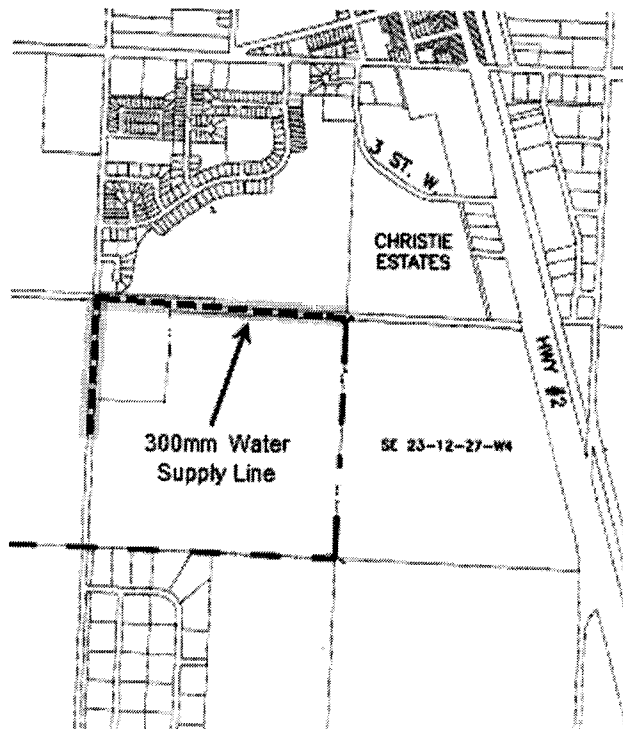 3 ST. W
CHRISTIE
ESTATES
HWY #2
300mm Water
Supply Line
SE 23-12-27-W4